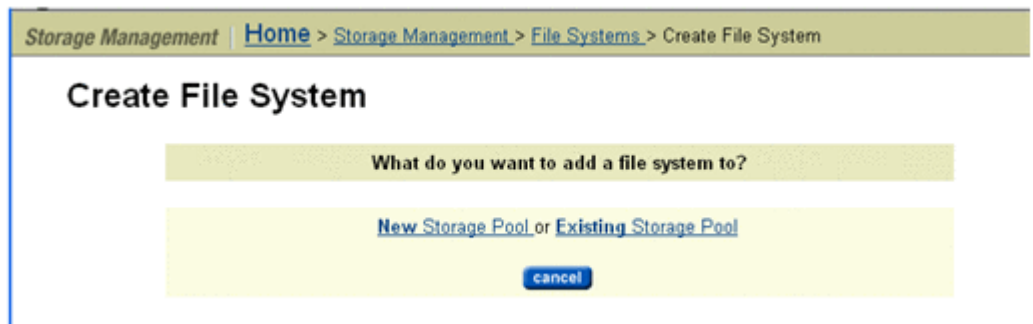 Storage Management | Home > Storage Management > File Systems > Create File System
Create File System
What do you want to add a file system to?
New Storage Pool or Existing Storage Pool
cancel